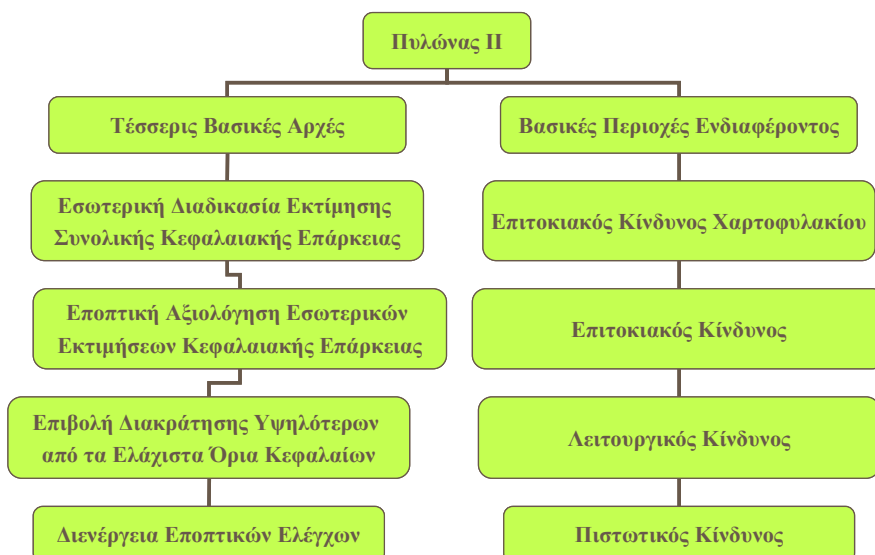 Πυλώνας ΙΙ
Τέσσερις Βασικές Αρχές
Βασικές Περιοχές Ενδιαφέροντος
Εσωτερική Διαδικασία Εκτίμησης
Συνολικής Κεφαλαιακής Επάρκειας
Επιτοκιακός Κίνδυνος Χαρτοφυλακίου
Εποπτική Αξιολόγηση Εσωτερικών
Εκτιμήσεων Κεφαλαιακής Επάρκειας
Επιτοκιακός Κίνδυνος
Επιβολή Διακράτησης Υψηλότερων
από τα Ελάχιστα Όρια Κεφαλαίων
Λειτουργικός Κίνδυνος
Διενέργεια Εποπτικών Ελέγχων
Πιστωτικός Κίνδυνος